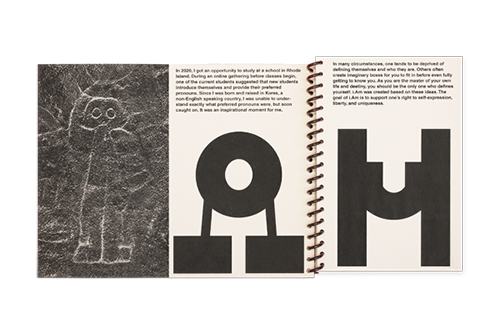 In 2020, I got an opportunity to study at a school in Rhode
Island. During an online gathering before classes begin,
one of the current students suggested that new students
introduce themselves and provide their preferred
pronouns. Since I was born and raised in Korea, a
non-English speaking country, I was unable to under-
stand exactly what preferred pronouns were, but soon
caught on. It was an inspirational moment for me.
In many circumstances, one tends to be deprived of
defining themselves and who they are. Others often
create imaginary boxes for you to fit in before even fully
getting to know you. As you are the master of your own
life and destiny, you should be the only one who defines
yourself. i.Am was created based on these ideas. The
goal of i.Am is to support one's right to self-expression,
liberty, and uniqueness.